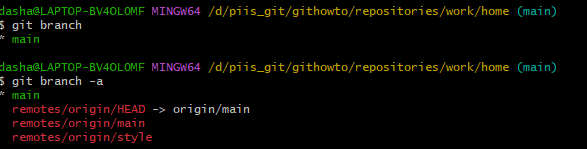 dasha@LAPTOP-BV4OLOMF MINGW64 /d/piis_git/githowto/repositories/work/home (main)
$ git branch
* main
dasha@LAPTOP-BV4OLOMF MINGW64 /d/piis_git/githowto/repositories/work/home (main)
$ git branch -a
* main
remotes/origin/HEAD -> origin/main
remotes/origin/main
remotes/origin/style